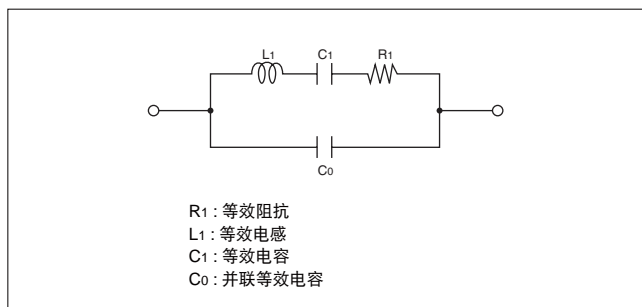 L1 C1 R1
C0
R1 : 等效阻抗
L1 : 等效电感
C1 : 等效电容
C0 : 并联等效电容